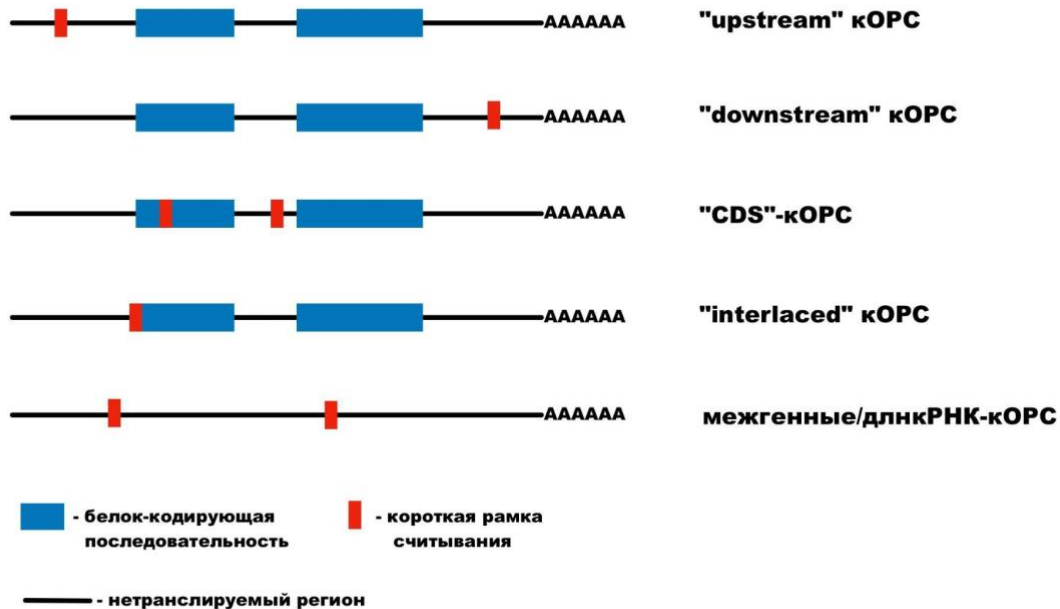 AAAAAA "upstream" кОРС
AAAAAA "downstream" кОРС
AAAAAA "CDS"-кОРС
AAAAAA "interlaced" кОРС
AAAAAA межгенные/длнкРНК-кОРС
- белок-кодирующая
последовательность
- короткая рамка
считывания
- нетранслируемый регион